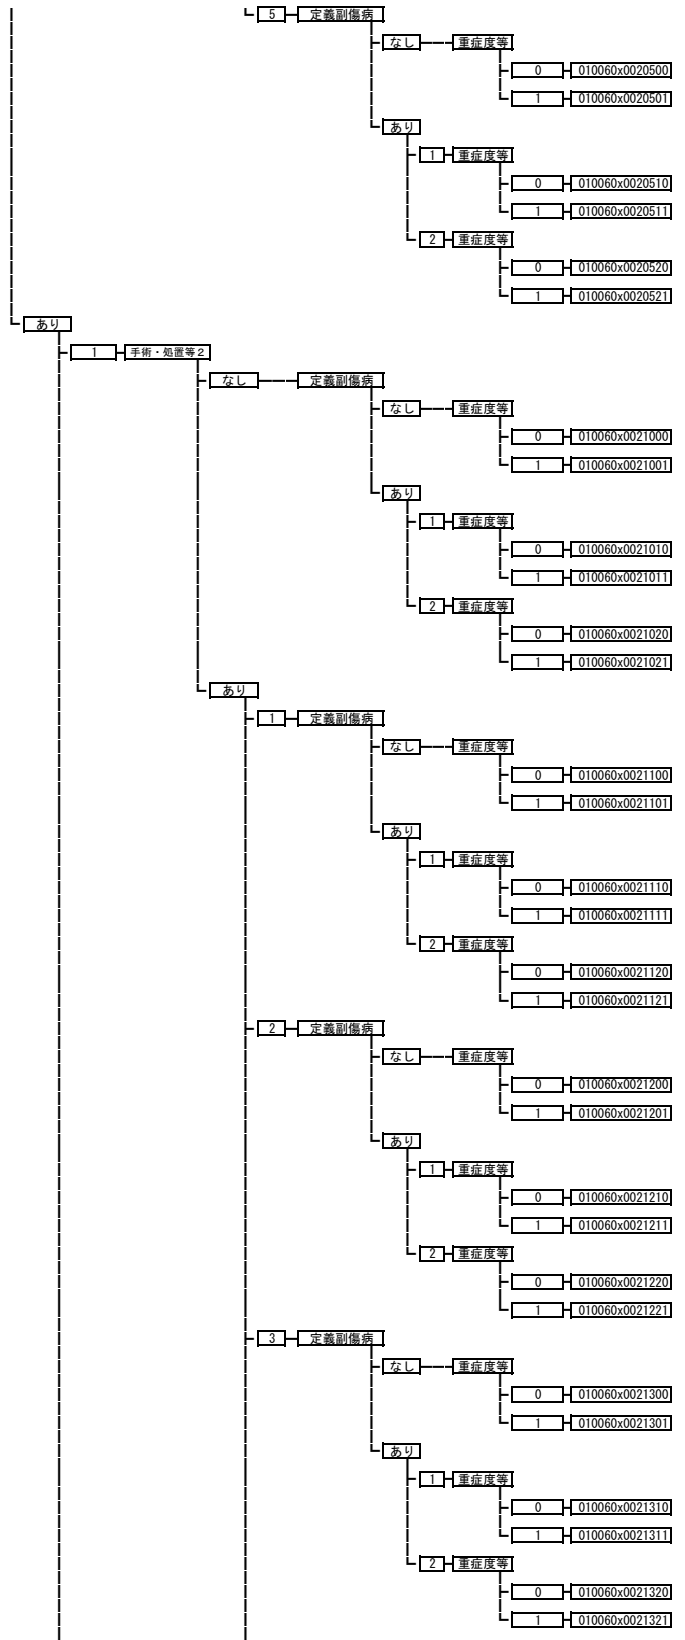 5 定義副傷病
なし 重症度等
0 010060x0020500
1 010060x0020501
あり
1 重症度等
0 010060x0020510
1 010060x0020511
2 重症度等
0 010060x0020520
1 010060x0020521
あり
1 手術・処置等2
なし 定義副傷病
なし 重症度等
0 010060x0021000
1 010060x0021001
あり
1 重症度等
0 010060x0021010
1 010060x0021011
2 重症度等
0 010060x0021020
1 010060x0021021
あり
1 定義副傷病
なし 重症度等
0 010060x0021100
1 010060x0021101
あり
1 重症度等
0 010060x0021110
1 010060x0021111
2 重症度等
0 010060x0021120
1 010060x0021121
2 定義副傷病
なし 重症度等
0 010060x0021200
1 010060x0021201
あり
1 重症度等
0 010060x0021210
1 010060x0021211
2 重症度等
0 010060x0021220
1 010060x0021221
3 定義副傷病
なし 重症度等
0 010060x0021300
1 010060x0021301
あり
1 重症度等
0 010060x0021310
1 010060x0021311
2 重症度等
0 010060x0021320
1 010060x0021321